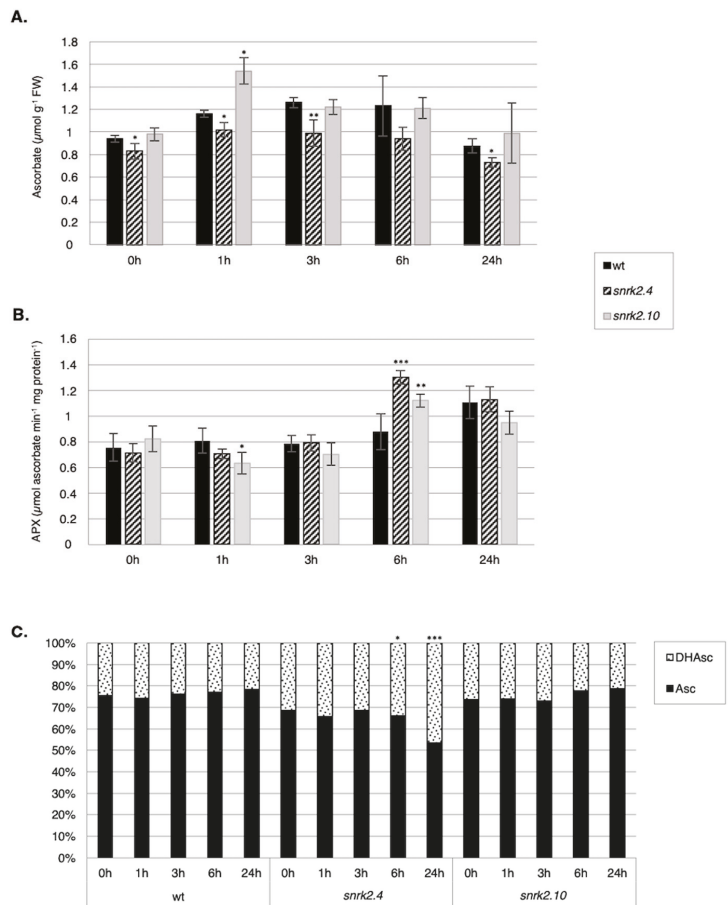 A.
Ascorbate (µmol g⁻¹ FW)
1.8
1.6
1.4
1.2
1
0.8
0.6
0.4
0.2
0
* * * ** *
0h 1h 3h 6h 24h
wt
snrk2.4
snrk2.10
B.
APX (µmol ascorbate min⁻¹ mg protein⁻¹)
1.6
1.4
1.2
1
0.8
0.6
0.4
0.2
0
* *** **
0h 1h 3h 6h 24h
C.
* ***
100%
90%
80%
70%
60%
50%
40%
30%
20%
10%
0%
0h 1h 3h 6h 24h 0h 1h 3h 6h 24h 0h 1h 3h 6h 24h
wt snrk2.4 snrk2.10
DHAsc
Asc